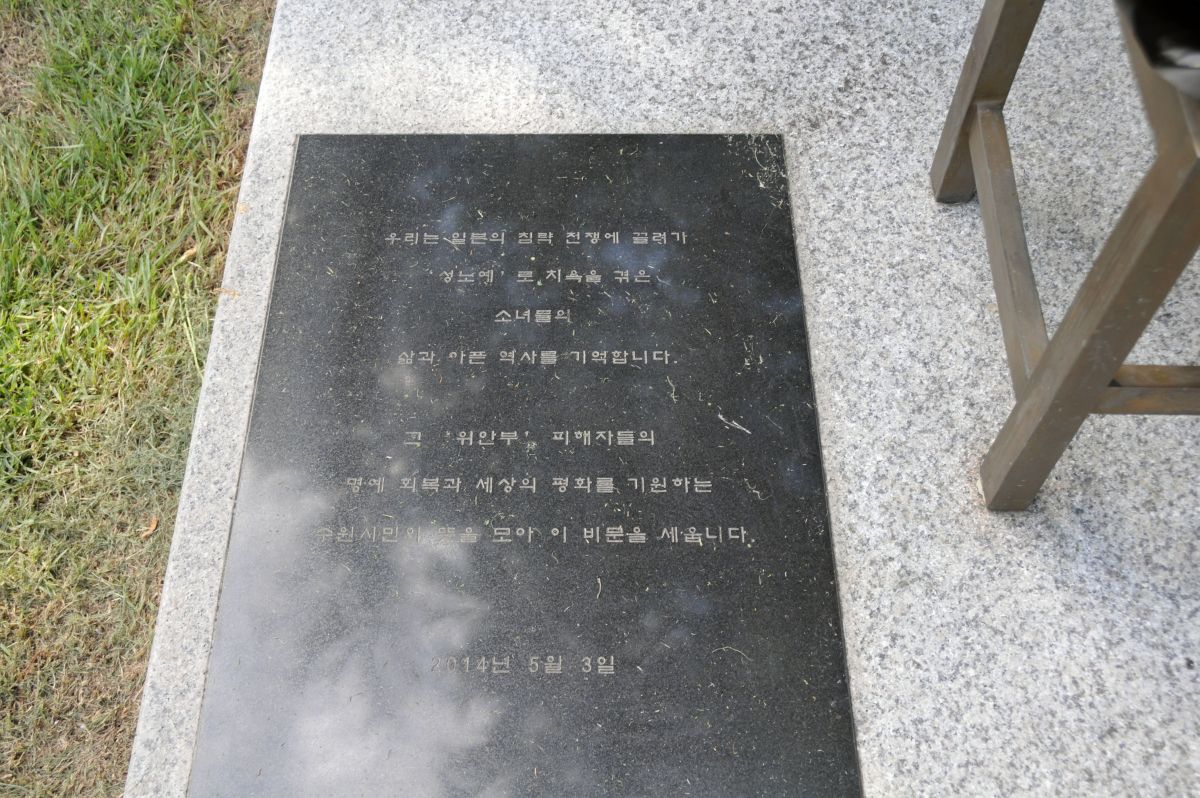 우리는 일본의 침략 전쟁에 끌려가
'성노예'로 치욕을 겪은
소녀들의
삶과 아픈 역사를 기억합니다.
그 '위안부' 피해자들의
명예 회복과 세상의 평화를 기원하는
수원시민의 뜻을 모아 이 비문을 세웁니다.
2014년 5월 3일